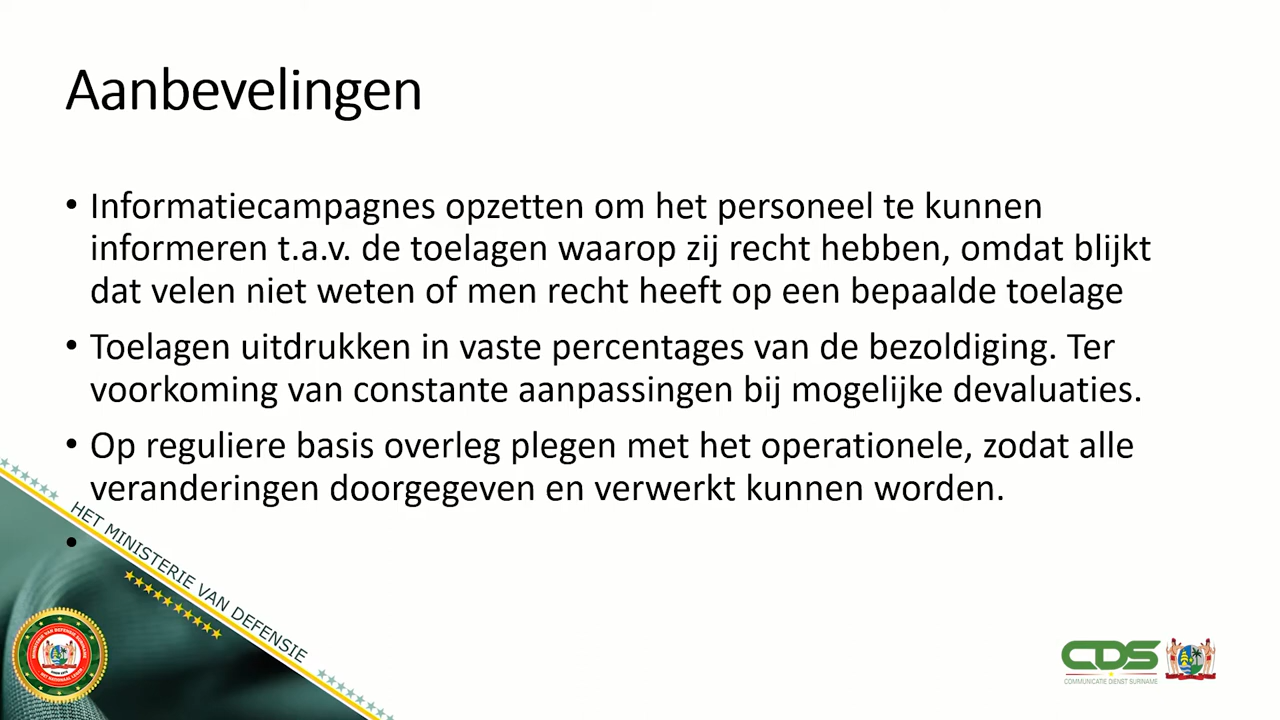 Aanbevelingen
• Informatiecampagnes opzetten om het personeel te kunnen
informeren t.a.v. de toelagen waarop zij recht hebben, omdat blijkt
dat velen niet weten of men recht heeft op een bepaalde toelage
• Toelagen uitdrukken in vaste percentages van de bezoldiging. Ter
voorkoming van constante aanpassingen bij mogelijke devaluaties.
• Op reguliere basis overleg plegen met het operationele, zodat alle
veranderingen doorgegeven en verwerkt kunnen worden.
•
HET MINISTERIE VAN DEFENSIE
CDS
COMMUNICATIE DIENST SURINAME